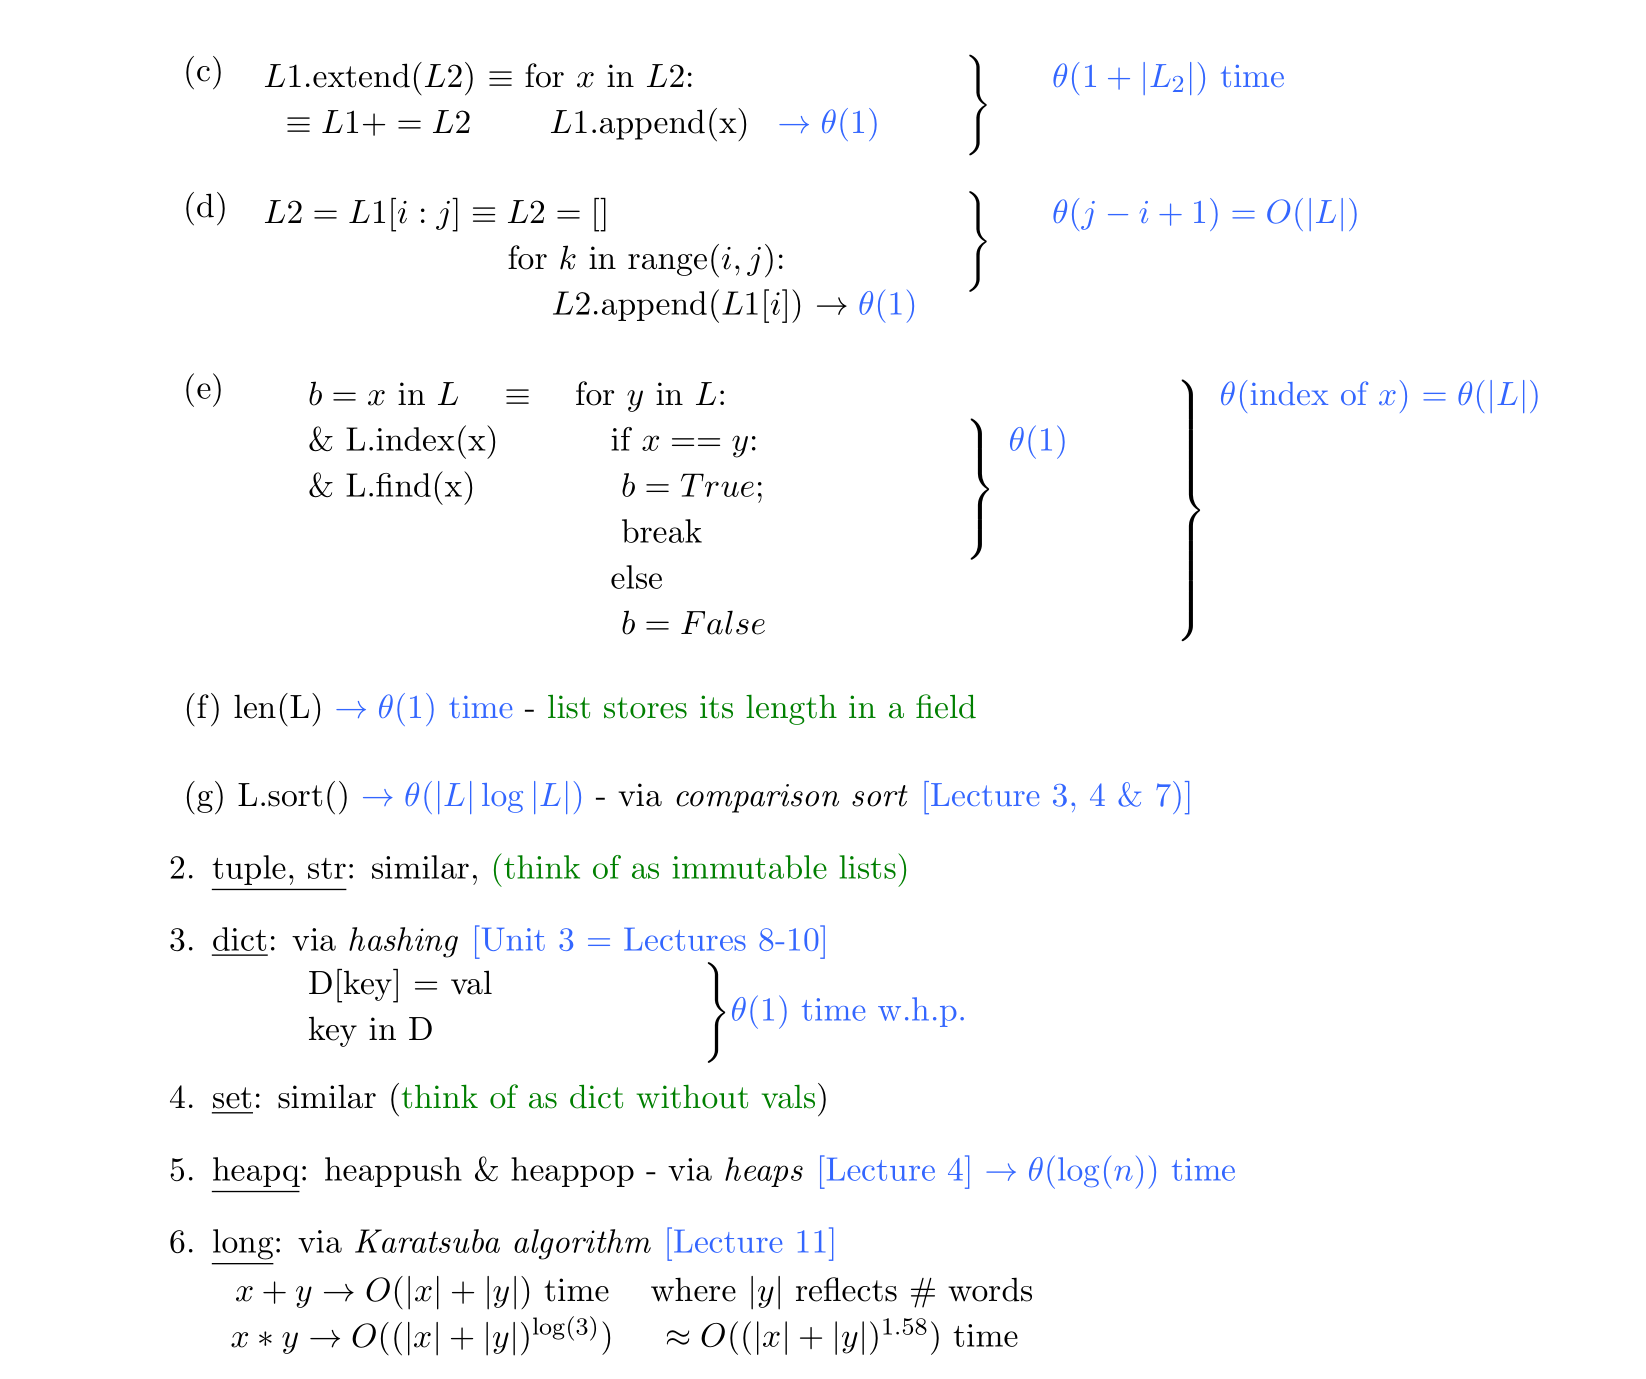 (c) L1.extend(L2) ≡ for x in L2: θ(1 + |L₂|) time
≡ L1+ = L2 L1.append(x) → θ(1)
(d) L2 = L1[i : j] ≡ L2 = [] θ(j − i + 1) = O(|L|)
for k in range(i, j):
L2.append(L1[i]) → θ(1)
(e) b = x in L ≡ for y in L: θ(index of x) = θ(|L|)
& L.index(x) if x == y: θ(1)
& L.find(x) b = True;
break
else
b = False
(f) len(L) → θ(1) time - list stores its length in a field
(g) L.sort() → θ(|L| log |L|) - via comparison sort [Lecture 3, 4 & 7)]
2. tuple, str: similar, (think of as immutable lists)
3. dict: via hashing [Unit 3 = Lectures 8-10]
D[key] = val
θ(1) time w.h.p.
key in D
4. set: similar (think of as dict without vals)
5. heapq: heappush & heappop - via heaps [Lecture 4] → θ(log(n)) time
6. long: via Karatsuba algorithm [Lecture 11]
x + y → O(|x| + |y|) time where |y| reflects # words
x ∗ y → O((|x| + |y|)^log(3)) ≈ O((|x| + |y|)^1.58) time